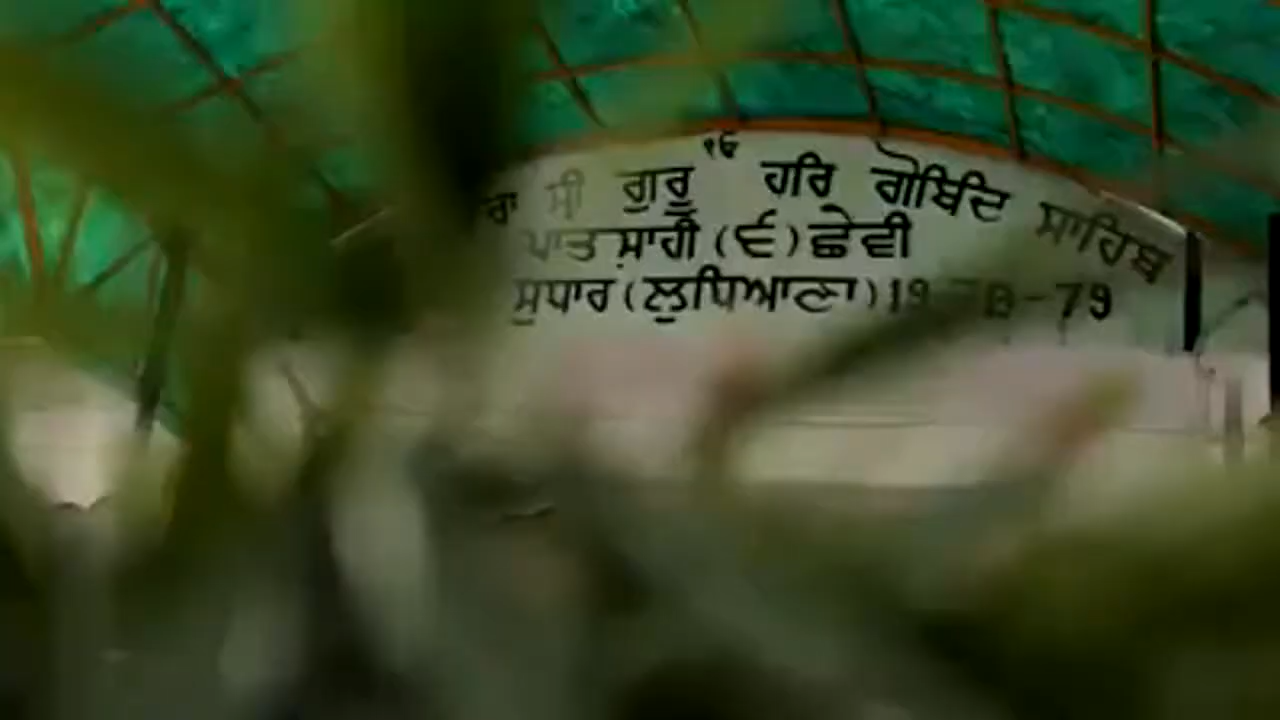 ੴ
ਸ੍ਰੀ ਗੁਰੂ ਹਰਿ ਗੋਬਿੰਦ ਸਾਹਿਬ
ਪਾਤਸ਼ਾਹੀ (੬) ਛੇਵੀਂ
ਸੁਧਾਰ (ਲੁਧਿਆਣਾ)